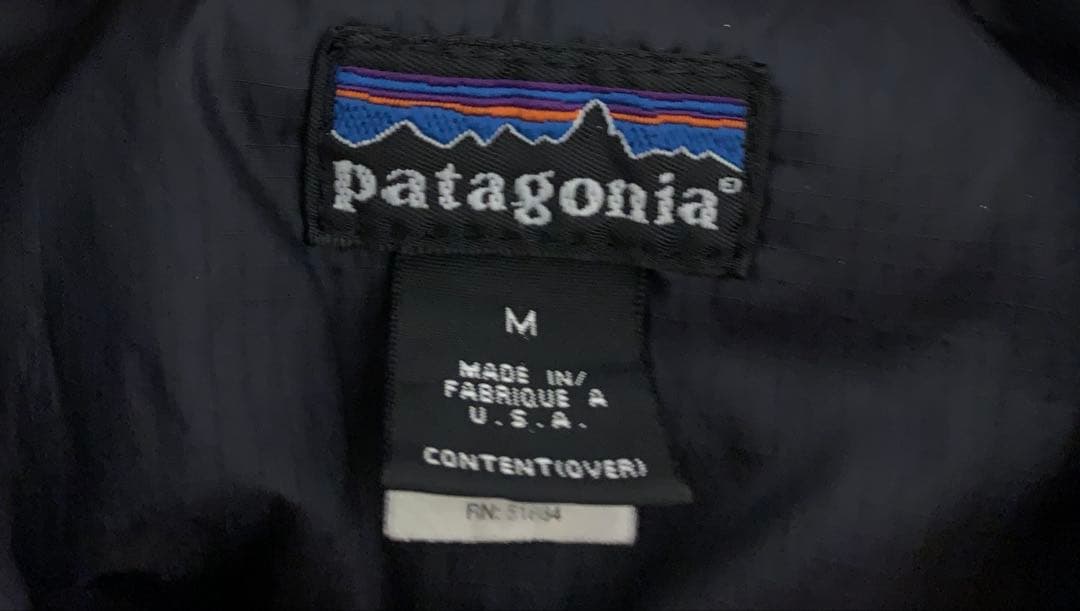 patagonia®
M
MADE IN/
FABRIQUE A
U.S.A.
CONTENT(OVER)
RN: 51884